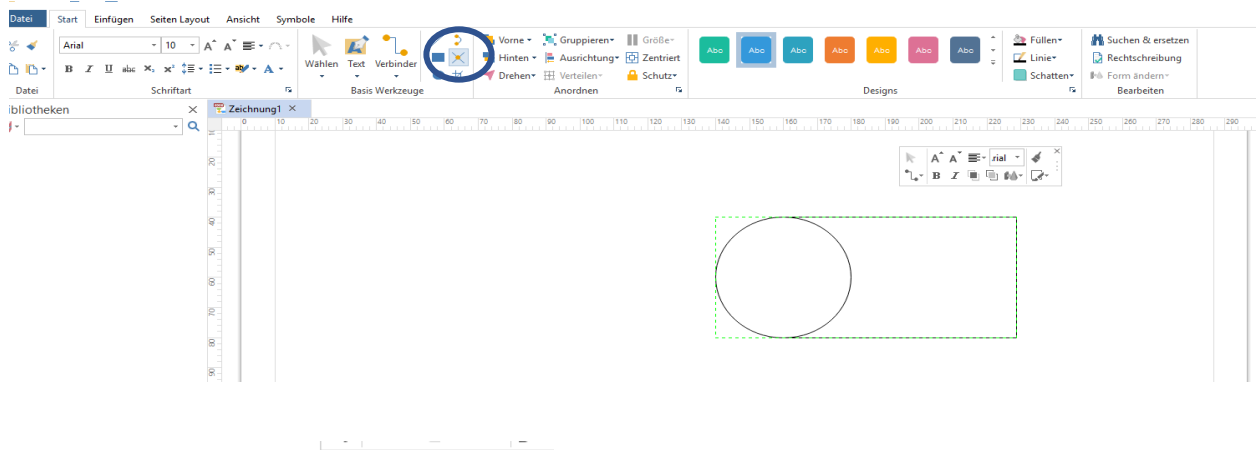 Datei Start Einfügen Seiten Layout Ansicht Symbole Hilfe
Arial 10 A A Vorne Gruppieren Größe Füllen Suchen & ersetzen
Wählen Text Verbinder Hinten Ausrichtung Zentriert Abc Abc Abc Abc Abc Abc Abc Linie Rechtschreibung
B I U abc X₂ x² A Drehen Verteilen Schutz Schatten Form ändern
Datei Schriftart Basis Werkzeuge Anordnen Designs Bearbeiten
ibliotheken × Zeichnung1 ×
0 10 20 30 40 50 60 70 80 90 100 110 120 130 140 150 160 170 180 190 200 210 220 230 240 250 260 270 280 290
10
20
30
40
50
60
70
80
90
A A rial
B I